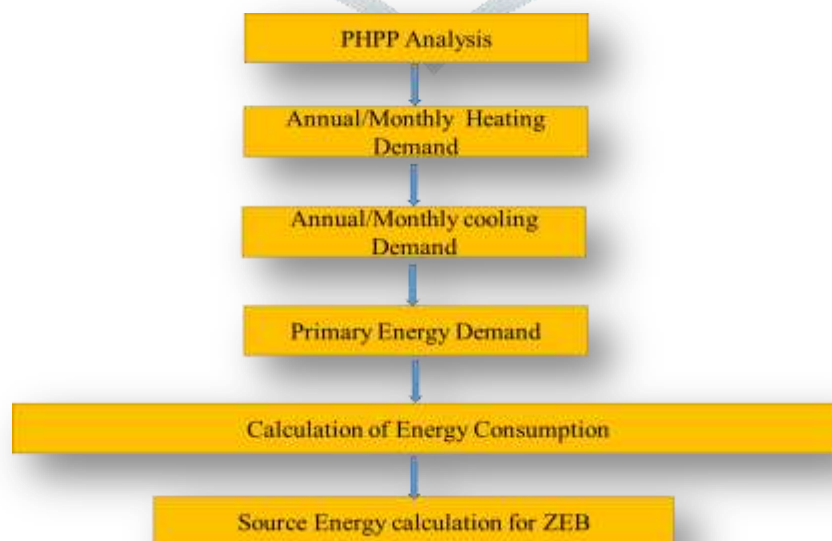 PHPP Analysis
Annual/Monthly Heating
Demand
Annual/Monthly cooling
Demand
Primary Energy Demand
Calculation of Energy Consumption
Source Energy calculation for ZEB